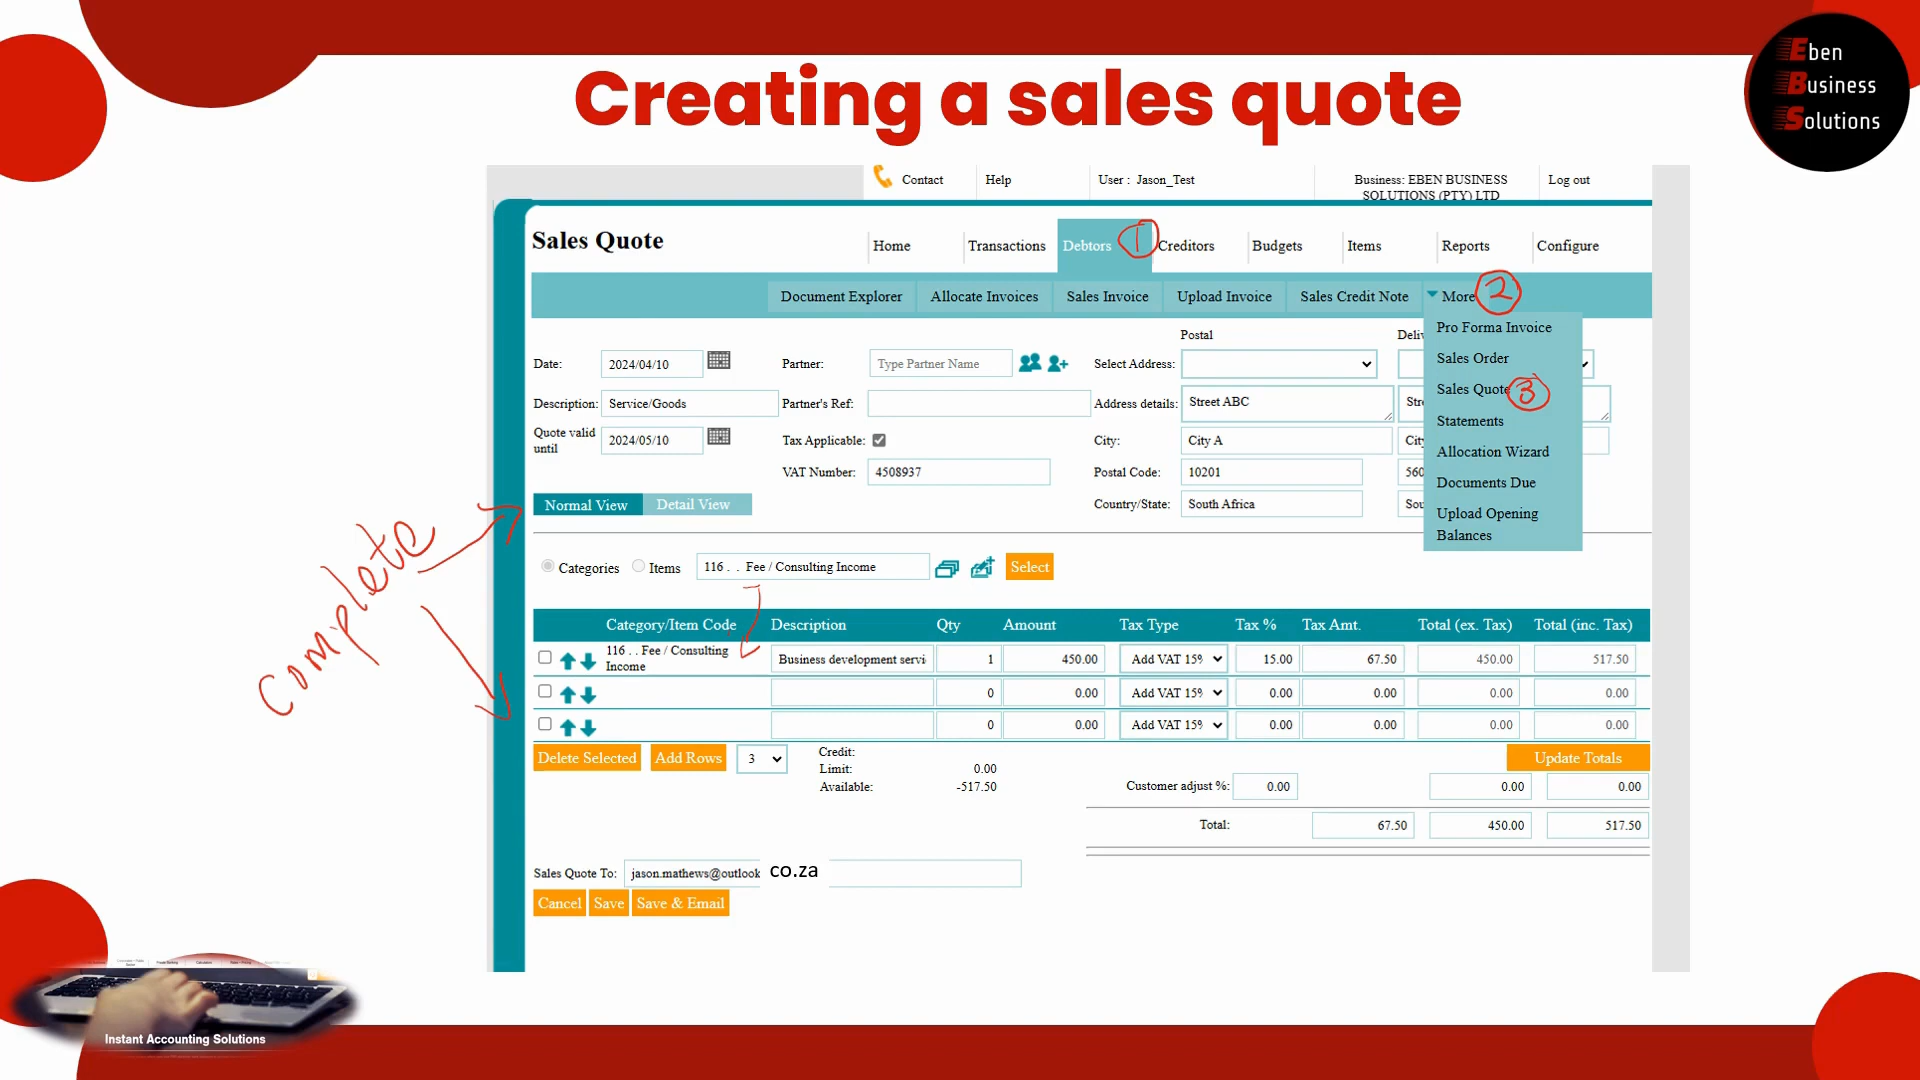 Creating a sales quote
Eben
Business
Solutions
Contact
Help
User : Jason_Test
Business: EBEN BUSINESS
SOLUTIONS (PTY) LTD
Log out
Sales Quote
Home
Transactions
Debtors
1
Creditors
Budgets
Items
Reports
Configure
Document Explorer
Allocate Invoices
Sales Invoice
Upload Invoice
Sales Credit Note
More
2
Pro Forma Invoice
Sales Order
Sales Quote
3
Statements
Allocation Wizard
Documents Due
Upload Opening
Balances
Postal
Date: 2024/04/10
Partner: Type Partner Name
Select Address:
Description: Service/Goods
Partner's Ref:
Address details: Street ABC
Quote valid
until
2024/05/10
Tax Applicable:
City: City A
VAT Number: 4508937
Postal Code: 10201
560
Country/State: South Africa
Normal View
Detail View
Complete
Categories
Items
116 . . Fee / Consulting Income
Select
Category/Item Code Description Qty Amount Tax Type Tax % Tax Amt. Total (ex. Tax) Total (inc. Tax)
116 . . Fee / Consulting
Income
Business development servi 1 450.00 Add VAT 15% 15.00 67.50 450.00 517.50
0 0.00 Add VAT 15% 0.00 0.00 0.00 0.00
0 0.00 Add VAT 15% 0.00 0.00 0.00 0.00
Delete Selected
Add Rows
3
Credit:
Limit: 0.00
Available: -517.50
Update Totals
Customer adjust %: 0.00 0.00 0.00
Total: 67.50 450.00 517.50
Sales Quote To: jason.mathews@outlook co.za
Cancel
Save
Save & Email
Instant Accounting Solutions